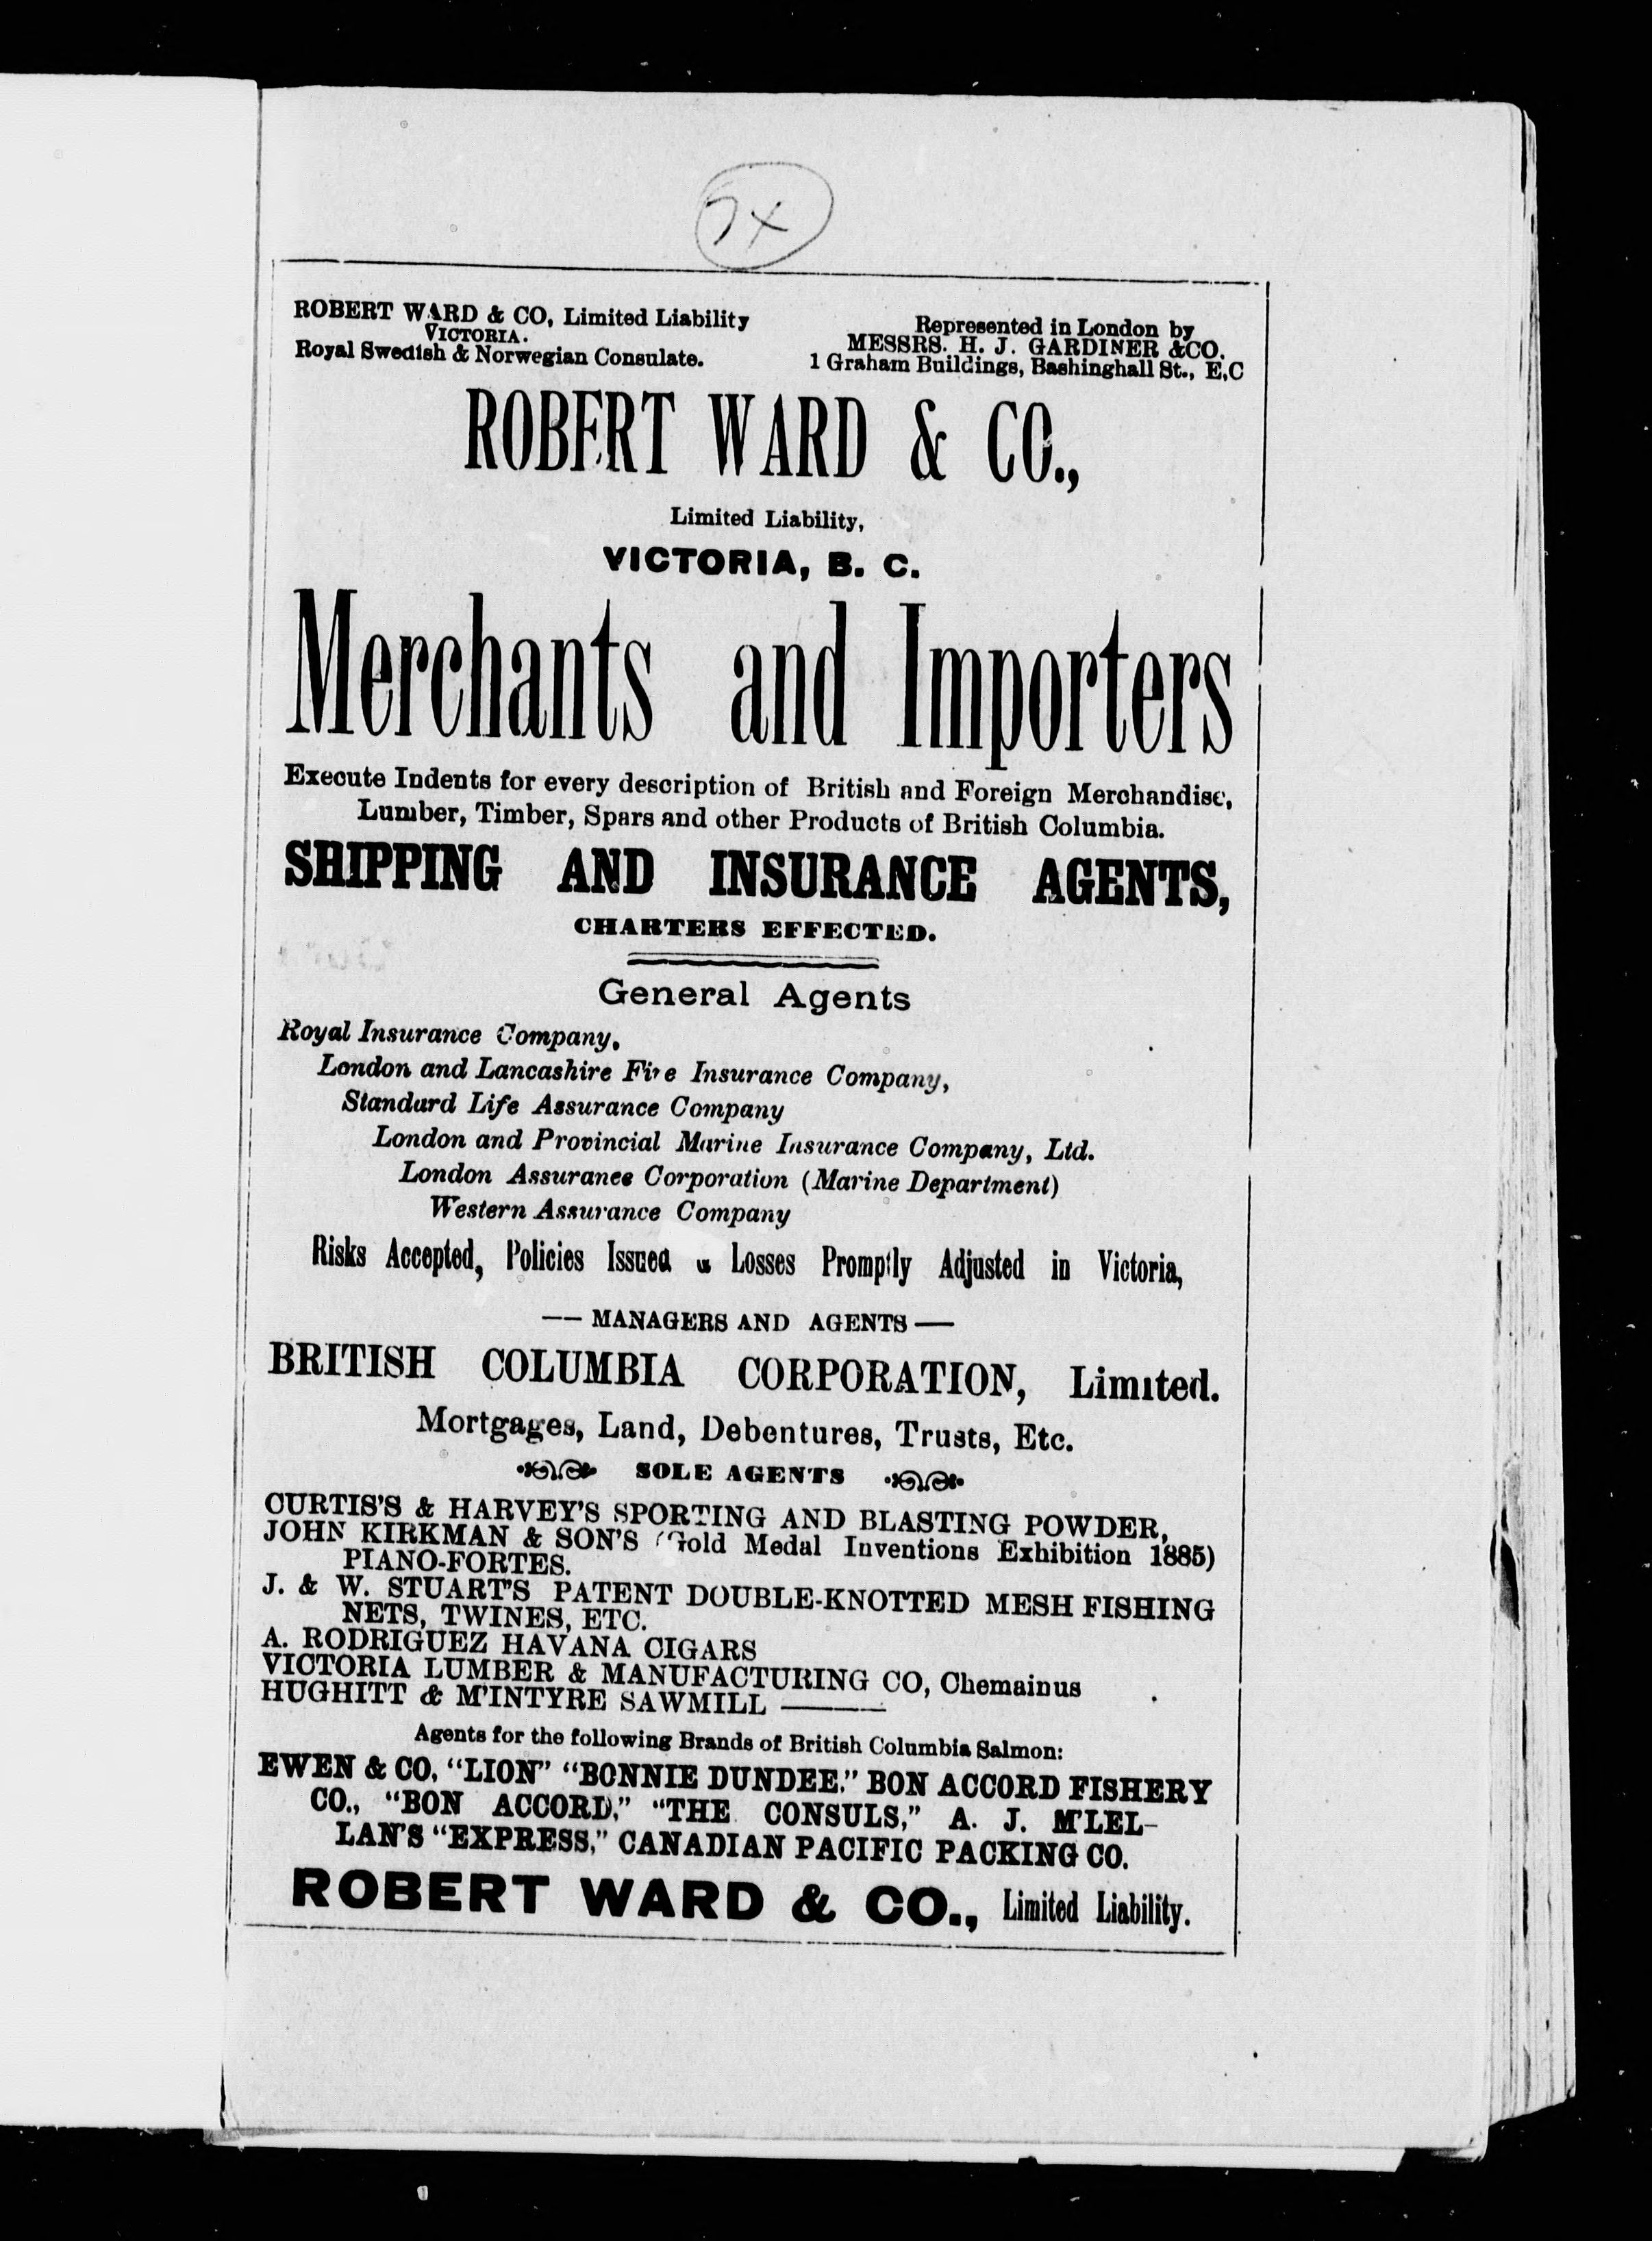 ROBERT WARD & CO, Limited Liability
VICTORIA.
Royal Swedish & Norwegian Consulate.
Represented in London by
MESSRS. H. J. GARDINER & CO.
1 Graham Buildings, Bashinghall St., E,C
ROBERT WARD & CO.,
Limited Liability,
VICTORIA, B. C.
Merchants and Importers
Execute Indents for every description of British and Foreign Merchandise,
Lumber, Timber, Spars and other Products of British Columbia.
SHIPPING AND INSURANCE AGENTS,
CHARTERS EFFECTED.
General Agents
Royal Insurance Company,
London and Lancashire Fire Insurance Company,
Standard Life Assurance Company
London and Provincial Marine Insurance Company, Ltd.
London Assurance Corporation (Marine Department)
Western Assurance Company
Risks Accepted, Policies Issued Losses Promptly Adjusted in Victoria,
—— MANAGERS AND AGENTS ——
BRITISH COLUMBIA CORPORATION, Limited.
Mortgages, Land, Debentures, Trusts, Etc.
SOLE AGENTS
CURTIS'S & HARVEY'S SPORTING AND BLASTING POWDER,
JOHN KIRKMAN & SON'S (Gold Medal Inventions Exhibition 1885)
PIANO-FORTES.
J. & W. STUART'S PATENT DOUBLE-KNOTTED MESH FISHING
NETS, TWINES, ETC.
A. RODRIGUEZ HAVANA CIGARS
VICTORIA LUMBER & MANUFACTURING CO, Chemainus
HUGHITT & M'INTYRE SAWMILL ———
Agents for the following Brands of British Columbia Salmon:
EWEN & CO, "LION" "BONNIE DUNDEE," BON ACCORD FISHERY
CO., "BON ACCORD," "THE CONSULS," A. J. M'LEL-
LAN'S "EXPRESS," CANADIAN PACIFIC PACKING CO.
ROBERT WARD & CO., Limited Liability.